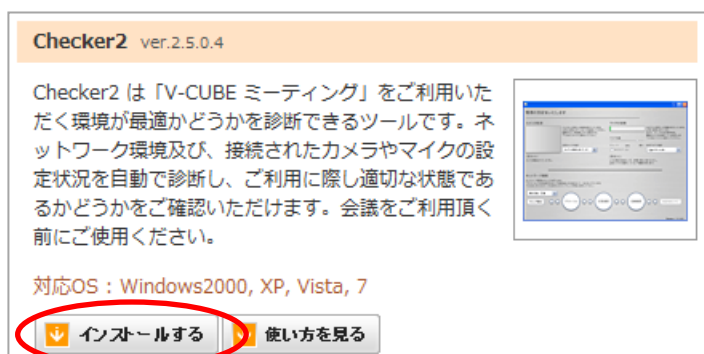 Checker2 ver.2.5.0.4
Checker2 は「V-CUBE ミーティング」をご利用いた
だく環境が最適かどうかを診断できるツールです。ネ
ットワーク環境及び、接続されたカメラやマイクの設
定状況を自動で診断し、ご利用に際し適切な状態であ
るかどうかをご確認いただけます。会議をご利用頂く
前にご使用ください。
対応OS : Windows2000, XP, Vista, 7
インストールする 使い方を見る